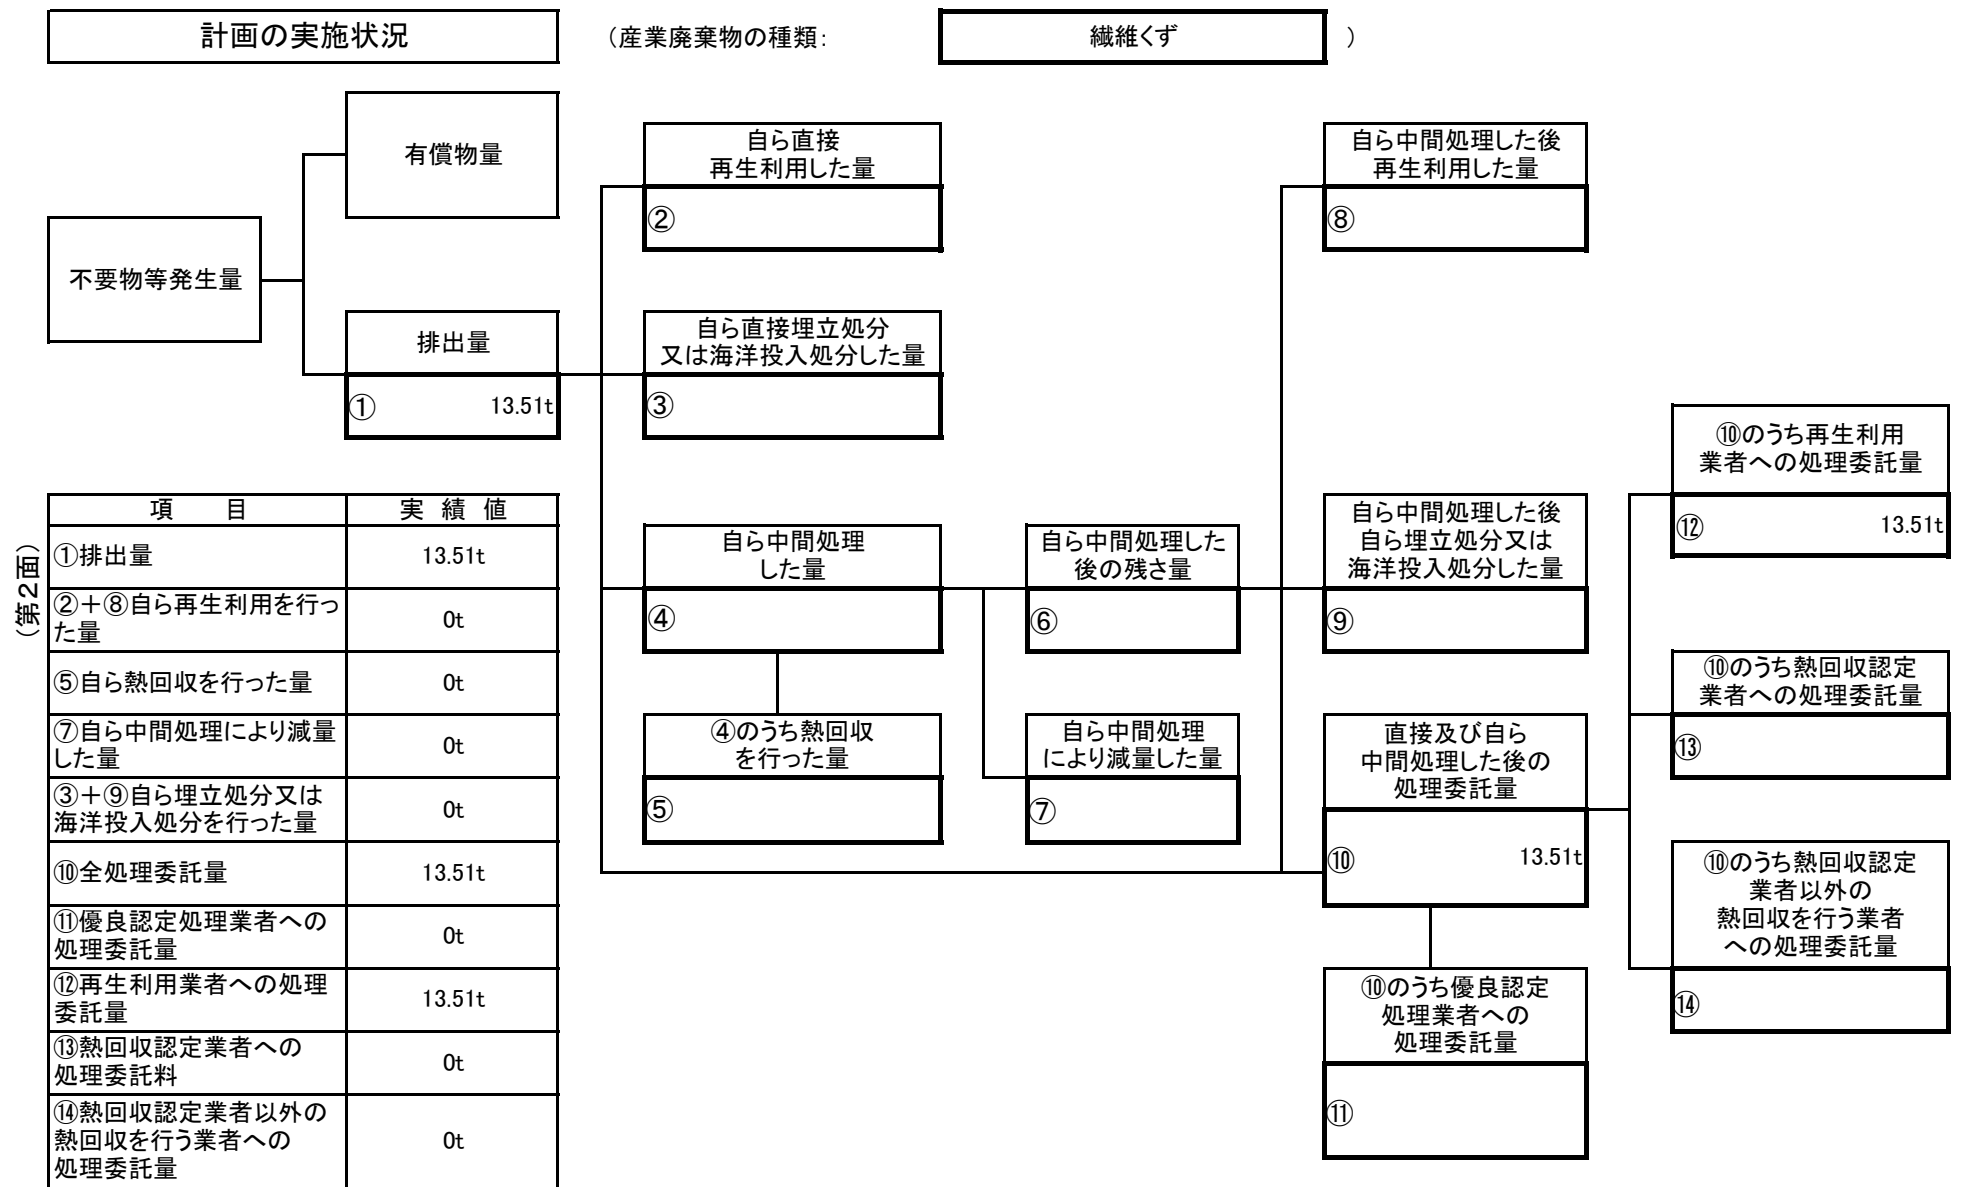 計画の実施状況
（産業廃棄物の種類：
繊維くず
）
有償物量
不要物等発生量
排出量
① 13.51t
自ら直接
再生利用した量
②
自ら直接埋立処分
又は海洋投入処分した量
③
自ら中間処理
した量
④
④のうち熱回収
を行った量
⑤
自ら中間処理した
後の残さ量
⑥
自ら中間処理
により減量した量
⑦
自ら中間処理した後
再生利用した量
⑧
自ら中間処理した後
自ら埋立処分又は
海洋投入処分した量
⑨
直接及び自ら
中間処理した後の
処理委託量
⑩ 13.51t
⑩のうち優良認定
処理業者への
処理委託量
⑪
⑩のうち再生利用
業者への処理委託量
⑫ 13.51t
⑩のうち熱回収認定
業者への処理委託量
⑬
⑩のうち熱回収認定
業者以外の
熱回収を行う業者
への処理委託量
⑭
（第２面）
項　目 実 績 値
①排出量 13.51t
②＋⑧自ら再生利用を行っ
た量 0t
⑤自ら熱回収を行った量 0t
⑦自ら中間処理により減量
した量 0t
③＋⑨自ら埋立処分又は
海洋投入処分を行った量 0t
⑩全処理委託量 13.51t
⑪優良認定処理業者への
処理委託量 0t
⑫再生利用業者への処理
委託量 13.51t
⑬熱回収認定業者への
処理委託料 0t
⑭熱回収認定業者以外の
熱回収を行う業者への
処理委託量 0t